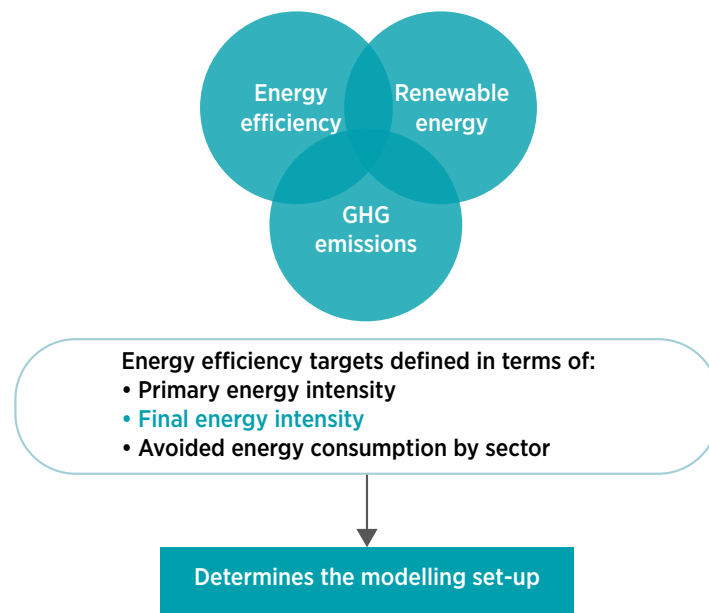 Energy
efficiency
Renewable
energy
GHG
emissions
Energy efficiency targets defined in terms of:
• Primary energy intensity
• Final energy intensity
• Avoided energy consumption by sector
Determines the modelling set-up